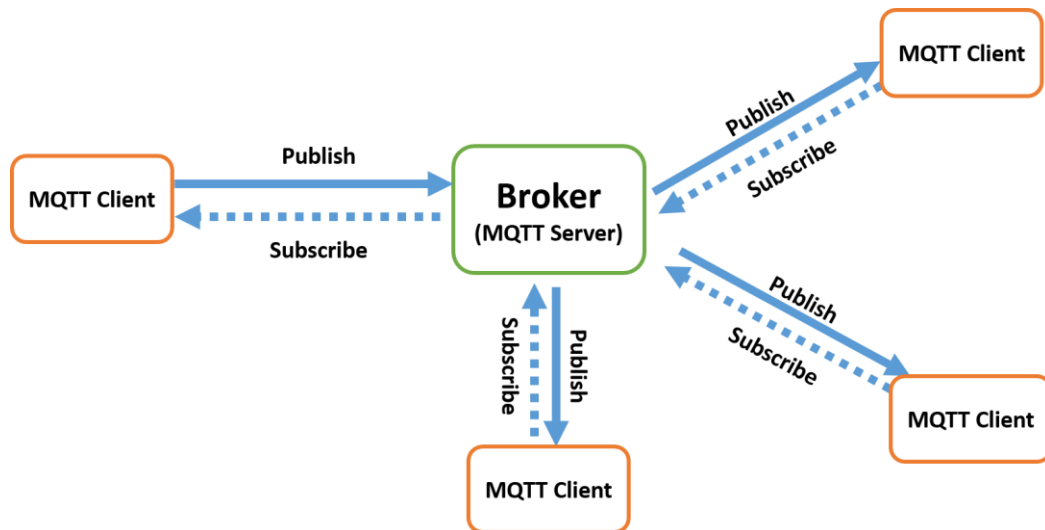 MQTT Client
Publish
Subscribe
MQTT Client
Publish
Subscribe
Broker
(MQTT Server)
Publish
Subscribe
Subscribe
Publish
MQTT Client
MQTT Client